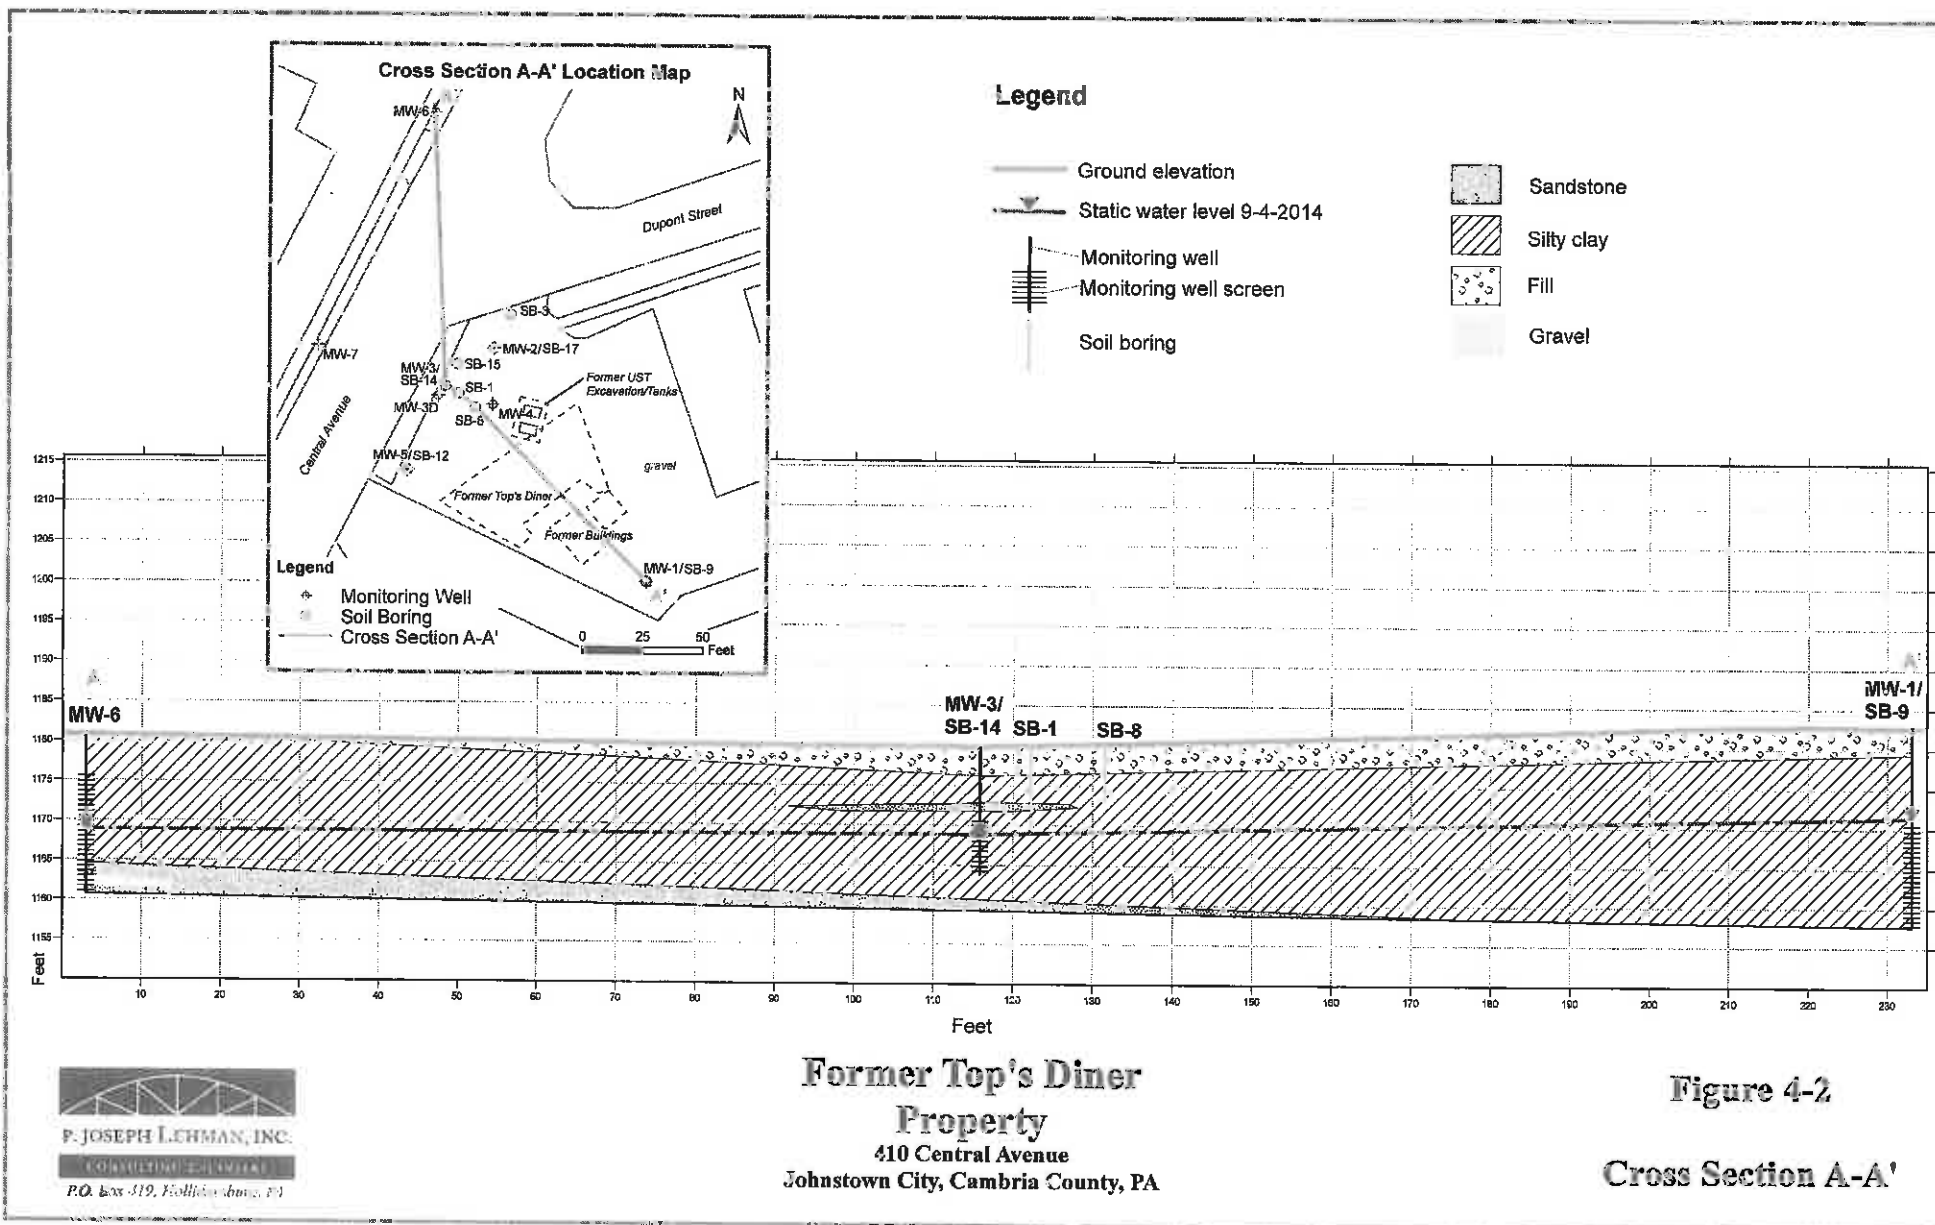 Cross Section A-A' Location Map
N
MW-6
Dupont Street
SB-3
MW-7
MW-2/SB-17
SB-15
MW-3/
SB-14
SB-1
MW-3D
SB-8
MW-4
Former UST
Excavation/Tanks
Central Avenue
MW-5/SB-12
gravel
Former Top's Diner
Former Buildings
MW-1/SB-9
A'
Legend
Monitoring Well
Soil Boring
Cross Section A-A'
0 25 50
Feet
Legend
Ground elevation
Static water level 9-4-2014
Monitoring well
Monitoring well screen
Soil boring
Sandstone
Silty clay
Fill
Gravel
1215
1210
1205
1200
1195
1190
1185
1180
1175
1170
1165
1160
1155
Feet
A
A'
MW-6
MW-3/
SB-14
SB-1
SB-8
MW-1/
SB-9
10 20 30 40 50 60 70 80 90 100 110 120 130 140 150 160 170 180 190 200 210 220 230
Feet
P. JOSEPH LEHMAN, INC.
CONSULTING ENGINEERS
P.O. Box 419, Hollidaysburg, PA
Former Top's Diner
Property
410 Central Avenue
Johnstown City, Cambria County, PA
Figure 4-2
Cross Section A-A'